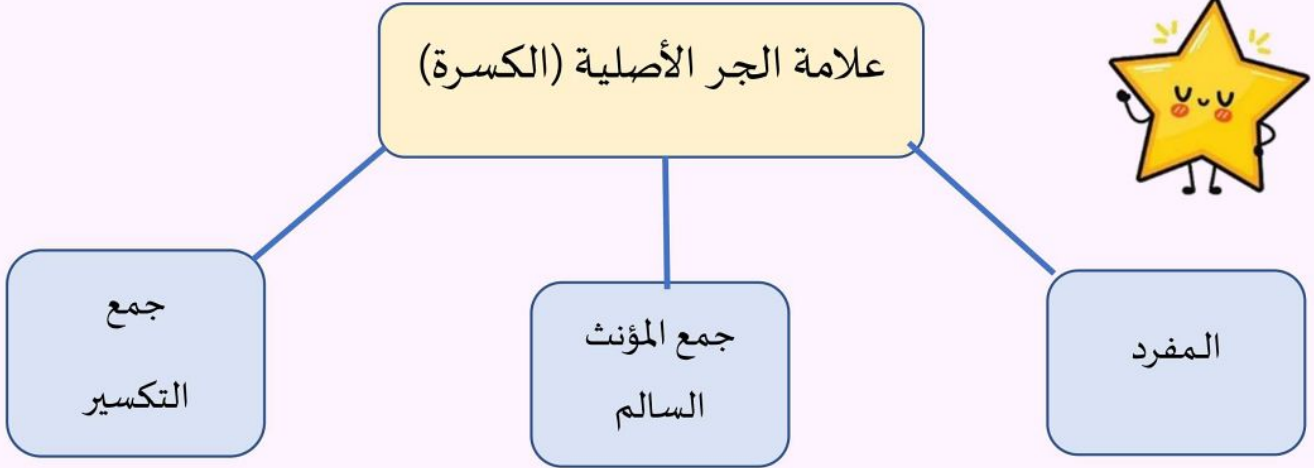 علامة الجر الأصلية (الكسرة)
المفرد
جمع المؤنث
السالم
جمع
التكسير